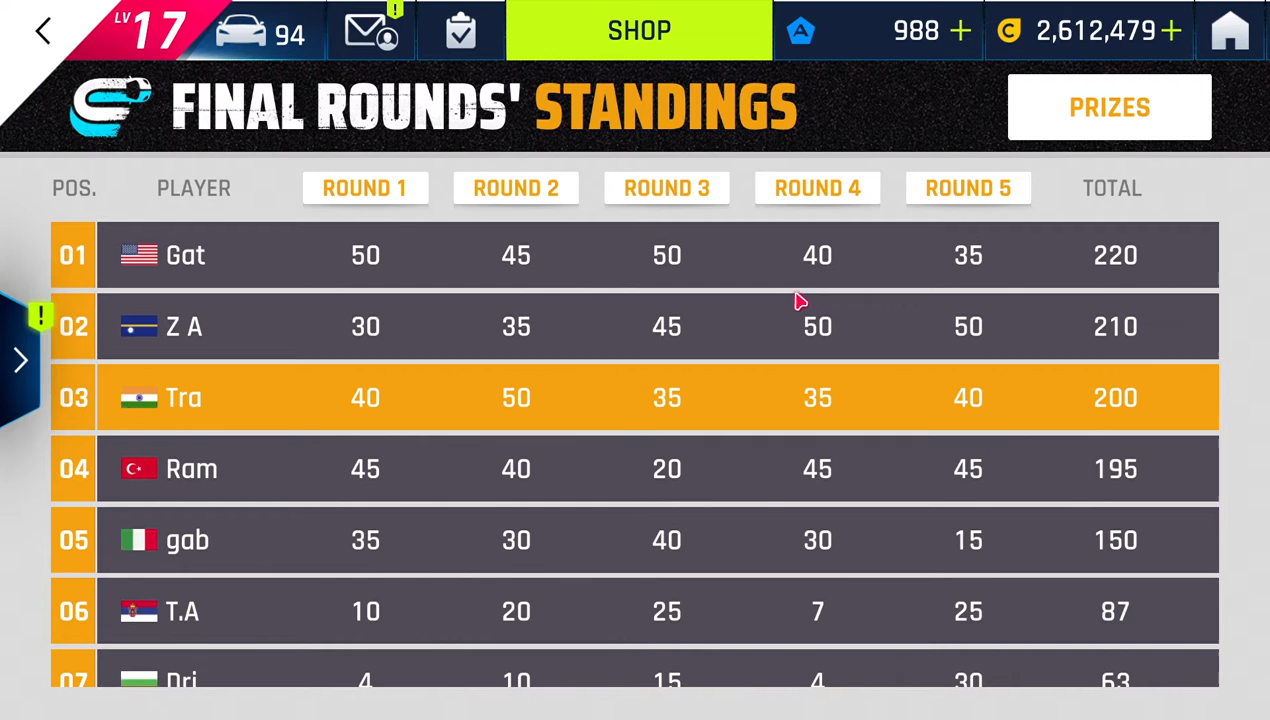 LV 17 94 ! SHOP 988 + 2,612,479 +
FINAL ROUNDS' STANDINGS PRIZES
POS. PLAYER ROUND 1 ROUND 2 ROUND 3 ROUND 4 ROUND 5 TOTAL
01 Gat 50 45 50 40 35 220
! 02 Z A 30 35 45 50 50 210
03 Tra 40 50 35 35 40 200
04 Ram 45 40 20 45 45 195
05 gab 35 30 40 30 15 150
06 T.A 10 20 25 7 25 87
07 Dri 4 10 15 4 30 63